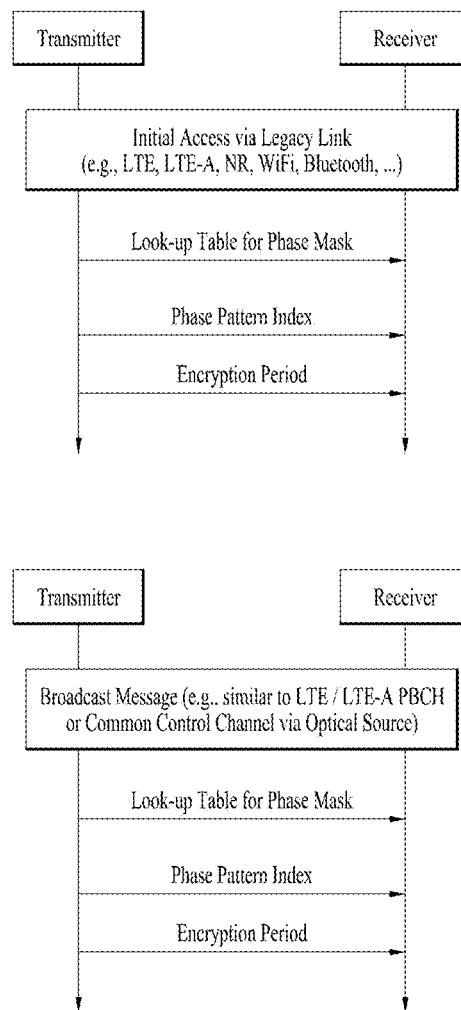 Transmitter
Receiver
Initial Access via Legacy Link
(e.g., LTE, LTE-A, NR, WiFi, Bluetooth, ...)
Look-up Table for Phase Mask
Phase Pattern Index
Encryption Period
Transmitter
Receiver
Broadcast Message (e.g.. similar to LTE / LTE-A PBCH
or Common Control Channel via Optical Source)
Look-up Table for Phase Mask
Phase Pattern Index
Encryption Period